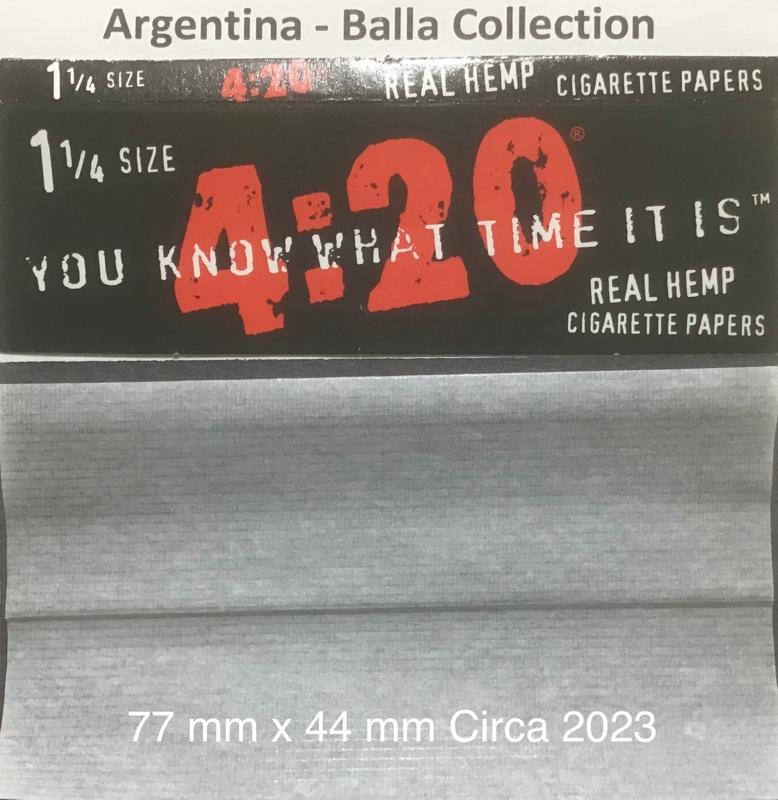 Argentina - Balla Collection
1 1/4 SIZE 4:20 REAL HEMP CIGARETTE PAPERS
1 1/4 SIZE
4:20®
YOU KNOW WHAT TIME IT IS™
REAL HEMP
CIGARETTE PAPERS
77 mm x 44 mm Circa 2023